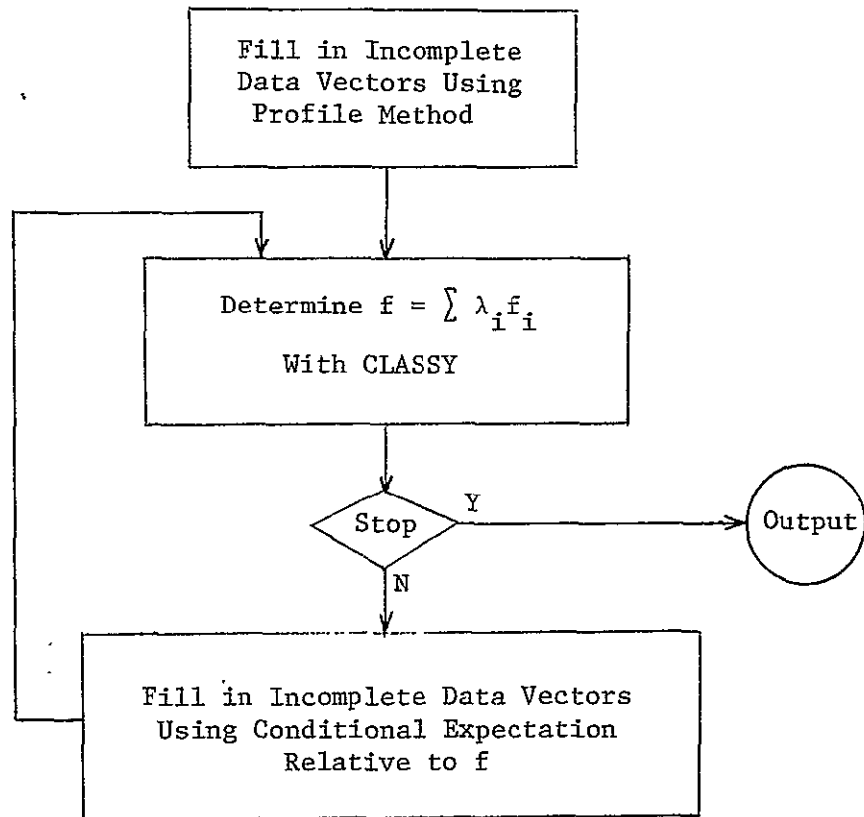 Fill in Incomplete
Data Vectors Using
Profile Method
Determine f = ∑ λ_i f_i
With CLASSY
Stop
Y
Output
N
Fill in Incomplete Data Vectors
Using Conditional Expectation
Relative to f